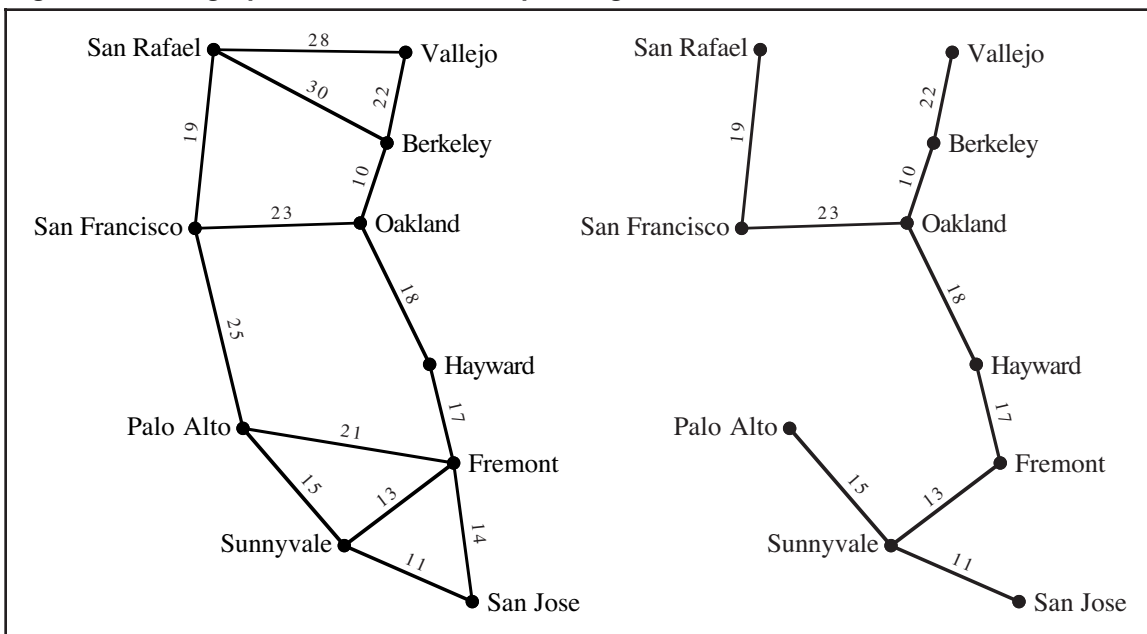 San Rafael
28
Vallejo
30
22
19
Berkeley
10
San Francisco
23
Oakland
18
25
Hayward
17
Palo Alto
21
Fremont
15
13
14
Sunnyvale
11
San Jose
San Rafael
Vallejo
22
19
Berkeley
10
San Francisco
23
Oakland
18
Hayward
17
Palo Alto
Fremont
15
13
Sunnyvale
11
San Jose